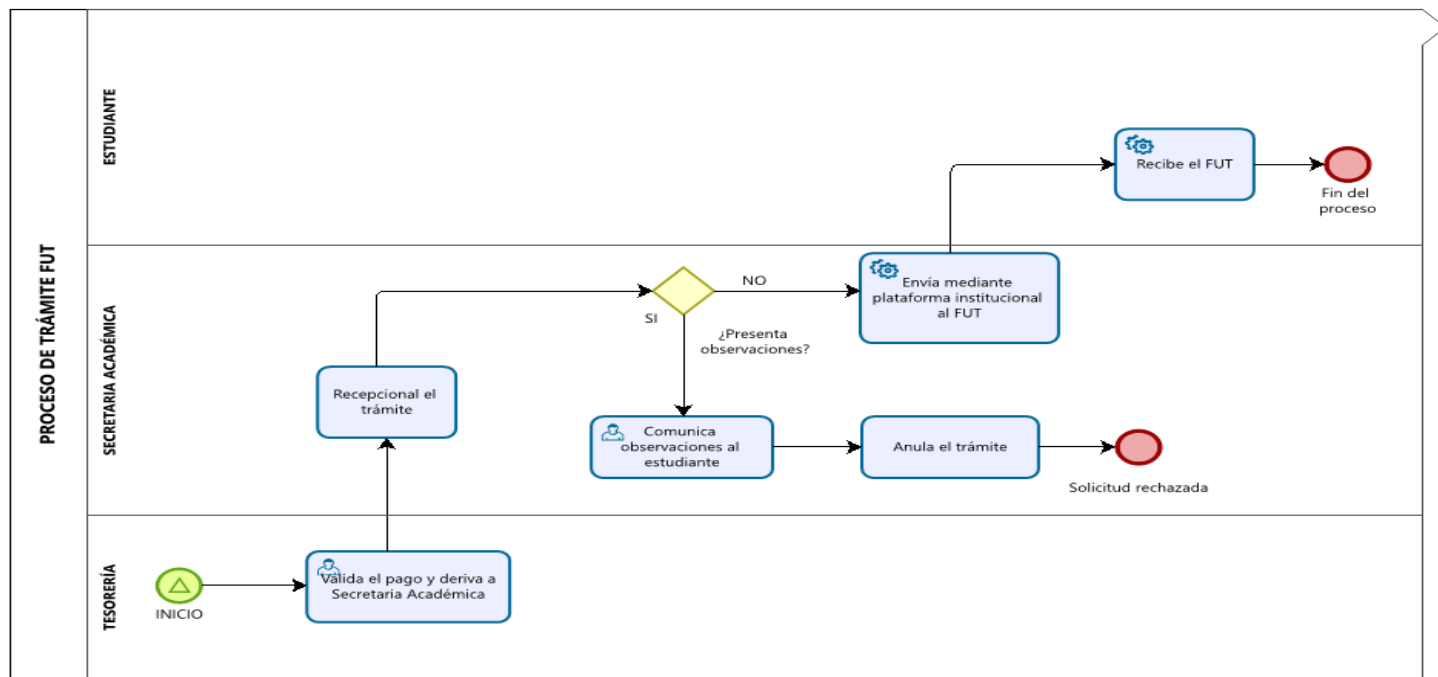 PROCESO DE TRÁMITE FUT
ESTUDIANTE
Recibe el FUT
Fin del
proceso
SECRETARIA ACADÉMICA
Recepcional el
trámite
SI
NO
¿Presenta
observaciones?
Envía mediante
plataforma institucional
al FUT
Comunica
observaciones al
estudiante
Anula el trámite
Solicitud rechazada
TESORERÍA
INICIO
Válida el pago y deriva a
Secretaria Académica